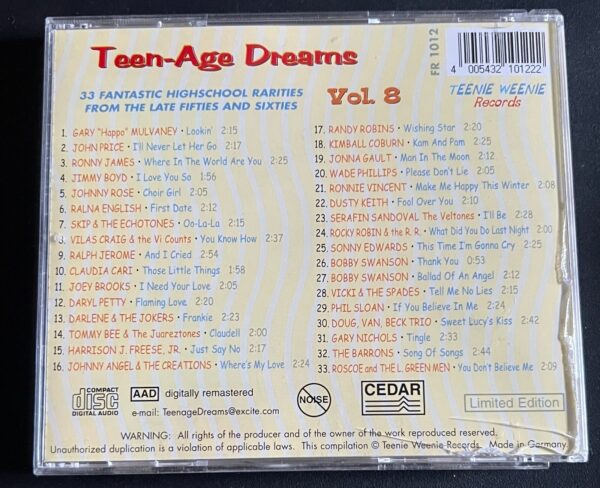 Teen-Age Dreams
33 FANTASTIC HIGHSCHOOL RARITIES
FROM THE LATE FIFTIES AND SIXTIES
Vol. 8
FR 1012
4 005432 101222
TEENIE WEENIE
Records
1. GARY "Happo" MULVANEY • Lookin' 2:15
2. JOHN PRICE • I'll Never Let Her Go 2:17
3. RONNY JAMES • Where In The World Are You 2:25
4. JIMMY BOYD • I Love You So 1:56
5. JOHNNY ROSE • Choir Girl 2:05
6. RALNA ENGLISH • First Date 2:12
7. SKIP & THE ECHOTONES • Oo-La-La 2:15
8. VILAS CRAIG & the Vi Counts • You Know How 2:37
9. RALPH JEROME • And I Cried 2:54
10. CLAUDIA CARI • Those Little Things 1:58
11. JOEY BROOKS • I Need Your Love 2:05
12. DARYL PETTY • Flaming Love 2:20
13. DARLENE & THE JOKERS • Frankie 2:23
14. TOMMY BEE & The Juareztones • Claudell 2:00
15. HARRISON J. FREESE, JR. • Just Say No 2:17
16. JOHNNY ANGEL & THE CREATIONS • Where's My Love 2:24
17. RANDY ROBINS • Wishing Star 2:20
18. KIMBALL COBURN • Kam and Pam 2:25
19. JONNA GAULT • Man In The Moon 2:12
20. WADE PHILLIPS • Please Don't Lie 2:05
21. RONNIE VINCENT • Make Me Happy This Winter 2:08
22. DUSTY KEITH • Fool Over You 2:10
23. SERAFIN SANDOVAL The Veltones • I'll Be 2:28
24. ROCKY ROBIN & the R. R. • What Did You Do Last Night 2:00
25. SONNY EDWARDS • This Time I'm Gonna Cry 2:25
26. BOBBY SWANSON • Thank You 0:53
27. BOBBY SWANSON • Ballad Of An Angel 2:12
28. VICKI & THE SPADES • Tell Me No Lies 2:15
29. PHIL SLOAN • If You Believe in Me 2:24
30. DOUG, VAN, BECK TRIO • Sweet Lucy's Kiss 2:42
31. GARY NICHOLS • Tingle 2:33
32. THE BARRONS • Song Of Songs 2:44
33. ROSCOE and THE L. GREEN MEN • You Don't Believe Me 2:09
COMPACT
disc
DIGITAL AUDIO
AAD digitally remastered
e-mail: TeenageDreams@excite.com
NOISE
CEDAR
Limited Edition
WARNING: All rights of the producer and of the owner of the work reproduced reserved.
Unauthorized duplication is a violation of applicable laws. This compilation © Teenie Weenie Records. Made in Germany.